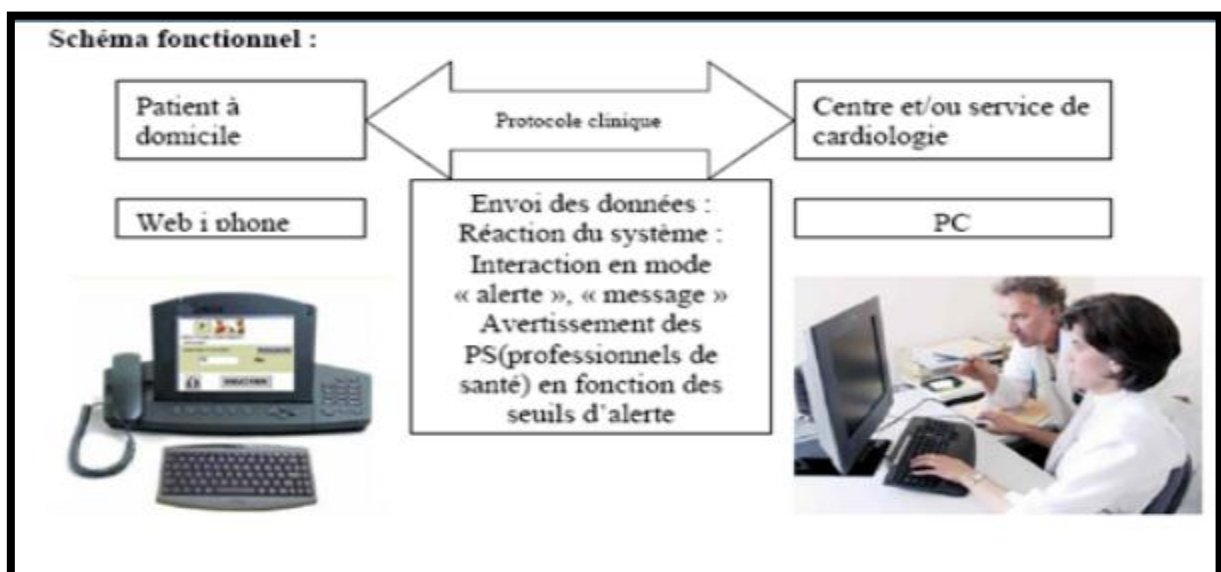 Schéma fonctionnel :
Patient à
domicile
Protocole clinique
Centre et/ou service de
cardiologie
Web i phone
Envoi des données :
Réaction du système :
Interaction en mode
« alerte », « message »
Avertissement des
PS(professionnels de
santé) en fonction des
seuils d'alerte
PC